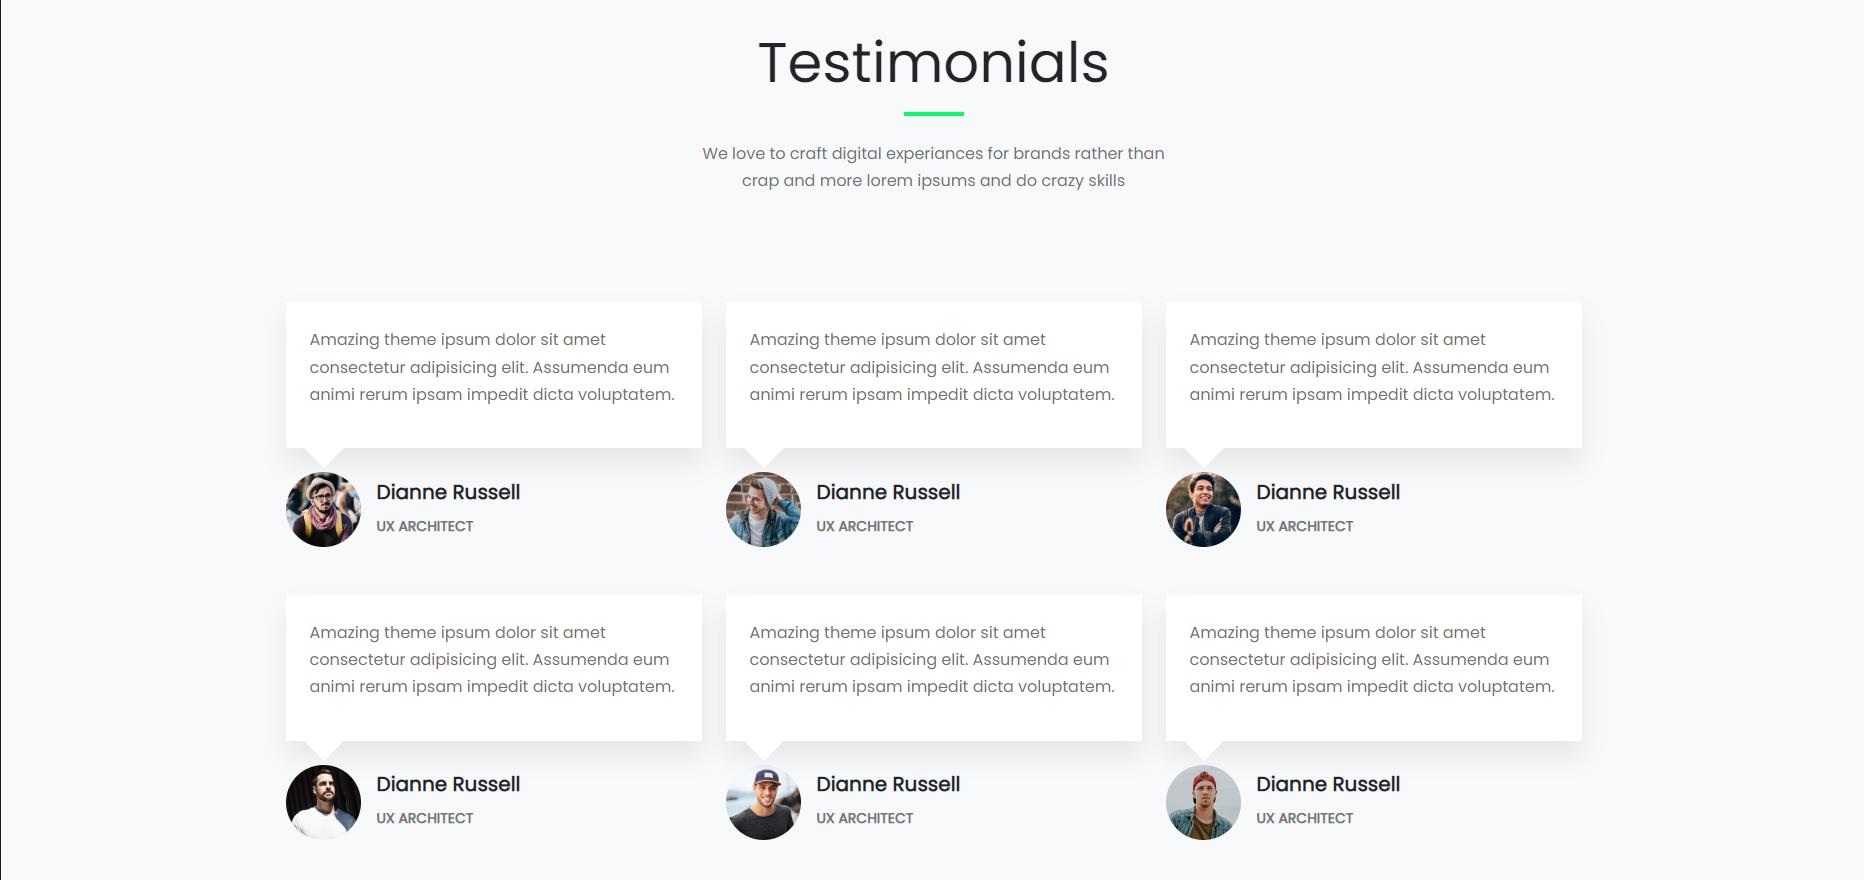 Testimonials
We love to craft digital experiances for brands rather than
crap and more lorem ipsums and do crazy skills
Amazing theme ipsum dolor sit amet
consectetur adipisicing elit. Assumenda eum
animi rerum ipsam impedit dicta voluptatem.
Dianne Russell
UX ARCHITECT
Amazing theme ipsum dolor sit amet
consectetur adipisicing elit. Assumenda eum
animi rerum ipsam impedit dicta voluptatem.
Dianne Russell
UX ARCHITECT
Amazing theme ipsum dolor sit amet
consectetur adipisicing elit. Assumenda eum
animi rerum ipsam impedit dicta voluptatem.
Dianne Russell
UX ARCHITECT
Amazing theme ipsum dolor sit amet
consectetur adipisicing elit. Assumenda eum
animi rerum ipsam impedit dicta voluptatem.
Dianne Russell
UX ARCHITECT
Amazing theme ipsum dolor sit amet
consectetur adipisicing elit. Assumenda eum
animi rerum ipsam impedit dicta voluptatem.
Dianne Russell
UX ARCHITECT
Amazing theme ipsum dolor sit amet
consectetur adipisicing elit. Assumenda eum
animi rerum ipsam impedit dicta voluptatem.
Dianne Russell
UX ARCHITECT